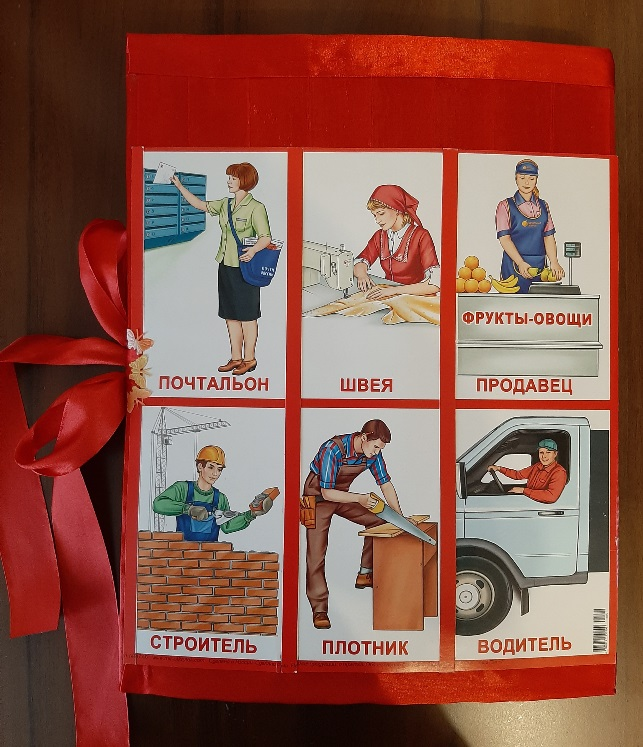 ПОЧТАЛЬОН
ШВЕЯ
ФРУКТЫ-ОВОЩИ
ПРОДАВЕЦ
СТРОИТЕЛЬ
ПЛОТНИК
ВОДИТЕЛЬ